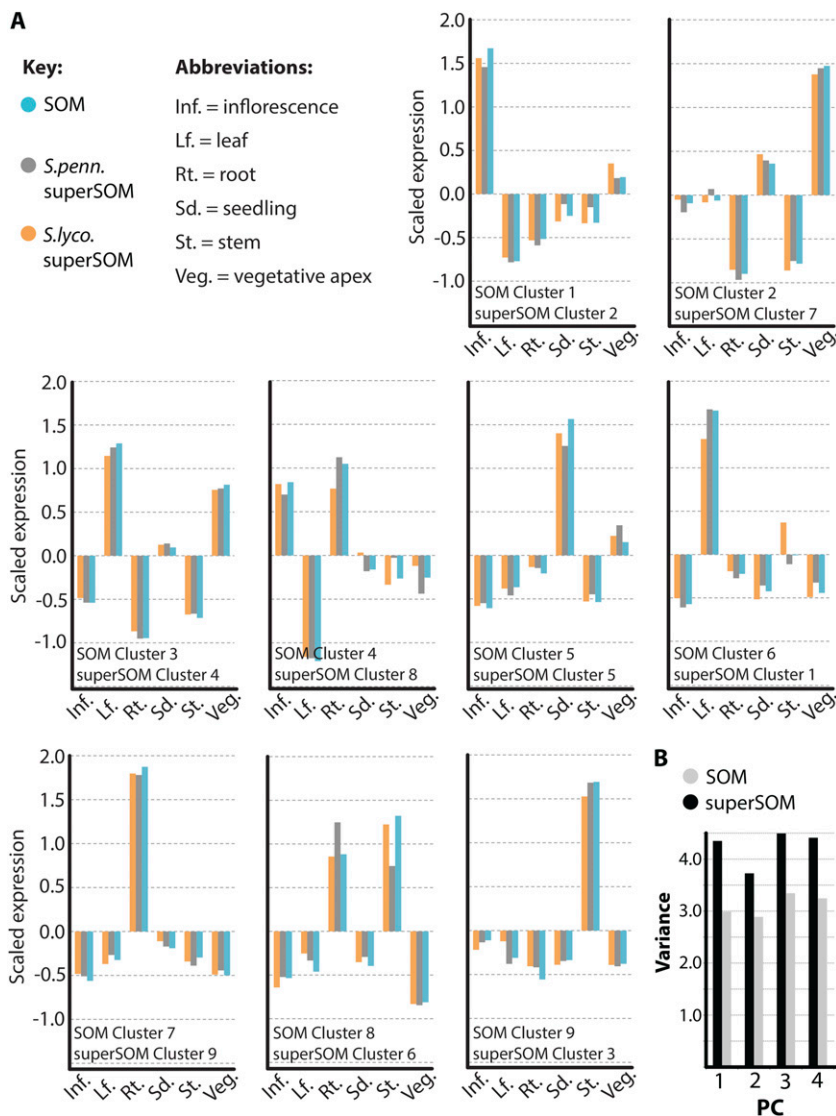 A
Key:
SOM
S.penn.
superSOM
S.lyco.
superSOM
Abbreviations:
Inf. = inflorescence
Lf. = leaf
Rt. = root
Sd. = seedling
St. = stem
Veg. = vegetative apex
Scaled expression
2.0
1.5
1.0
0.5
0.0
-0.5
-1.0
SOM Cluster 1
superSOM Cluster 2
Inf. Lf. Rt. Sd. St. Veg.
SOM Cluster 2
superSOM Cluster 7
Inf. Lf. Rt. Sd. St. Veg.
Scaled expression
2.0
1.5
1.0
0.5
0.0
-0.5
-1.0
SOM Cluster 3
superSOM Cluster 4
Inf. Lf. Rt. Sd. St. Veg.
SOM Cluster 4
superSOM Cluster 8
Inf. Lf. Rt. Sd. St. Veg.
SOM Cluster 5
superSOM Cluster 5
Inf. Lf. Rt. Sd. St. Veg.
SOM Cluster 6
superSOM Cluster 1
Inf. Lf. Rt. Sd. St. Veg.
Scaled expression
2.0
1.5
1.0
0.5
0.0
-0.5
-1.0
SOM Cluster 7
superSOM Cluster 9
Inf. Lf. Rt. Sd. St. Veg.
SOM Cluster 8
superSOM Cluster 6
Inf. Lf. Rt. Sd. St. Veg.
SOM Cluster 9
superSOM Cluster 3
Inf. Lf. Rt. Sd. St. Veg.
B
SOM
superSOM
Variance
4.0
3.0
2.0
1.0
1 2 3 4
PC